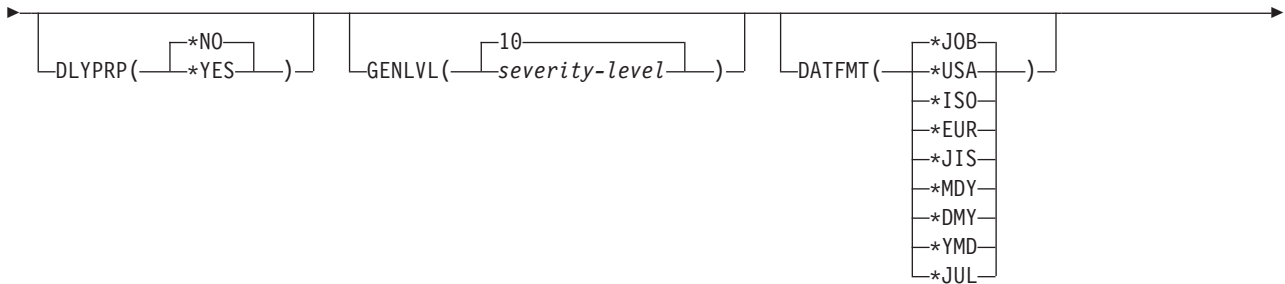 *NO 10 *JOB
DLYPRP( *YES ) GENLVL( severity-level ) DATFMT( *USA )
*ISO
*EUR
*JIS
*MDY
*DMY
*YMD
*JUL